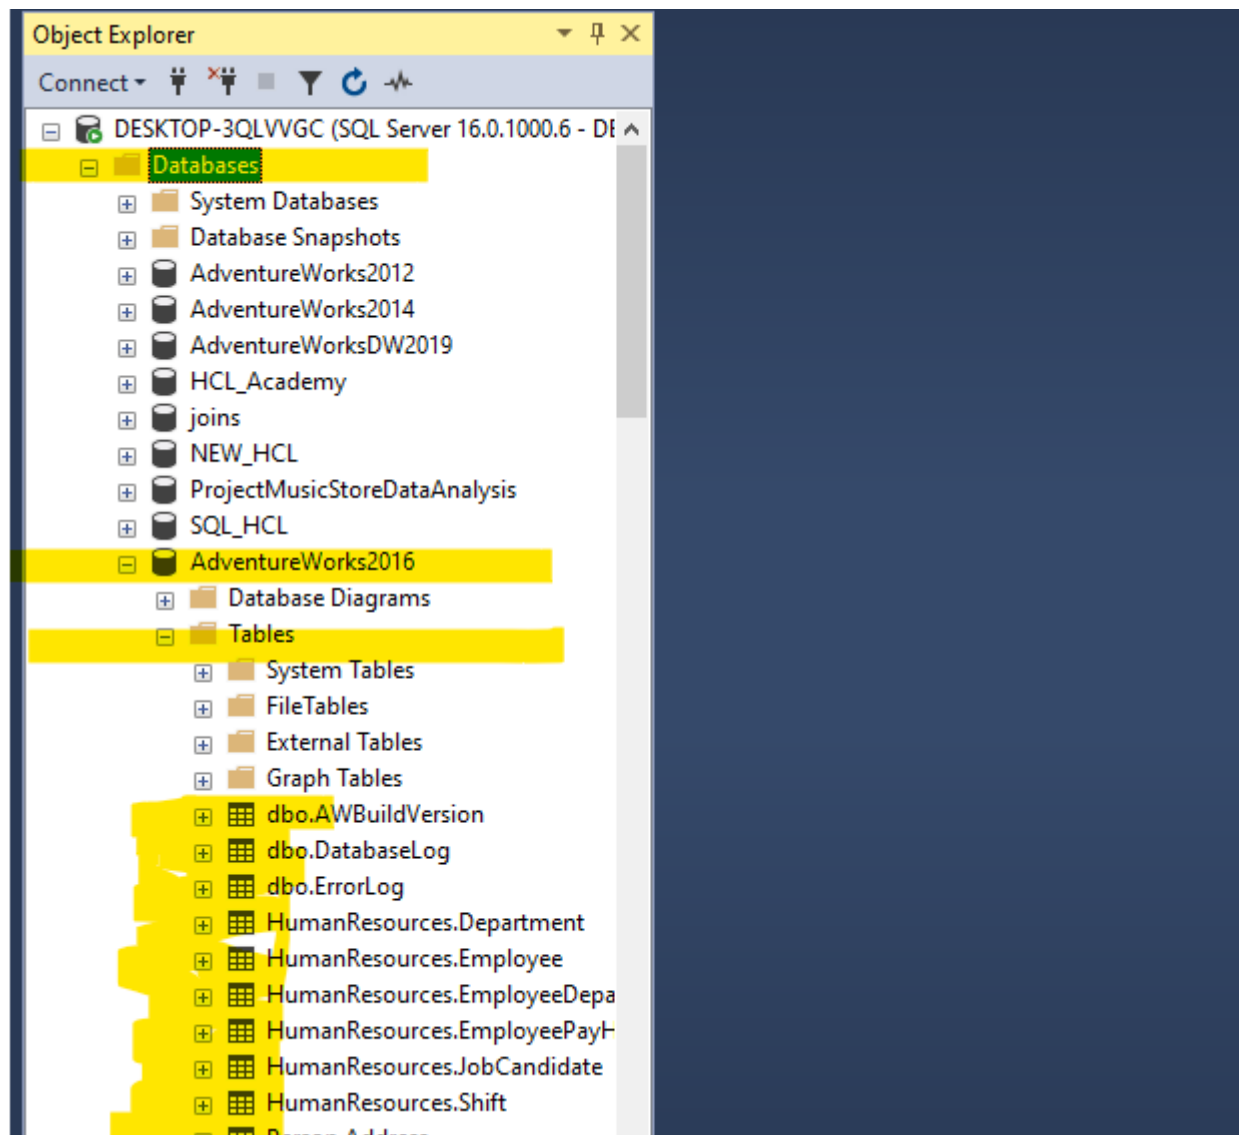 Object Explorer
Connect
DESKTOP-3QLVVGC (SQL Server 16.0.1000.6 - DE
Databases
System Databases
Database Snapshots
AdventureWorks2012
AdventureWorks2014
AdventureWorksDW2019
HCL_Academy
joins
NEW_HCL
ProjectMusicStoreDataAnalysis
SQL_HCL
AdventureWorks2016
Database Diagrams
Tables
System Tables
FileTables
External Tables
Graph Tables
dbo.AWBuildVersion
dbo.DatabaseLog
dbo.ErrorLog
HumanResources.Department
HumanResources.Employee
HumanResources.EmployeeDepa
HumanResources.EmployeePayH
HumanResources.JobCandidate
HumanResources.Shift
Person.Address